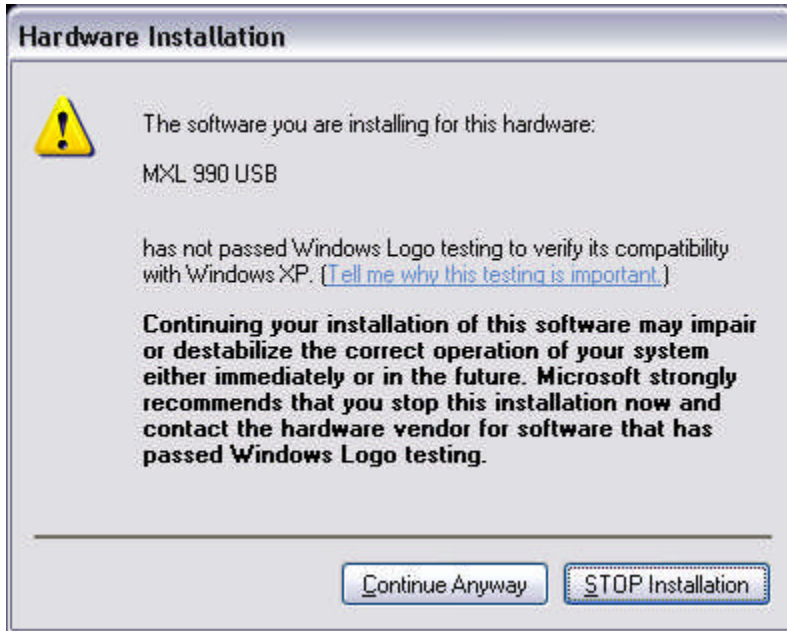 Hardware Installation
The software you are installing for this hardware:
MXL 990 USB
has not passed Windows Logo testing to verify its compatibility
with Windows XP. (Tell me why this testing is important.)
Continuing your installation of this software may impair
or destabilize the correct operation of your system
either immediately or in the future. Microsoft strongly
recommends that you stop this installation now and
contact the hardware vendor for software that has
passed Windows Logo testing.
Continue Anyway
STOP Installation